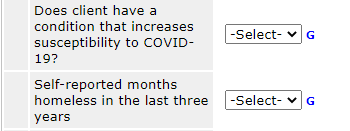 Does client have a
condition that increases
susceptibility to COVID-
19?
-Select- G
Self-reported months
homeless in the last three
years
-Select- G